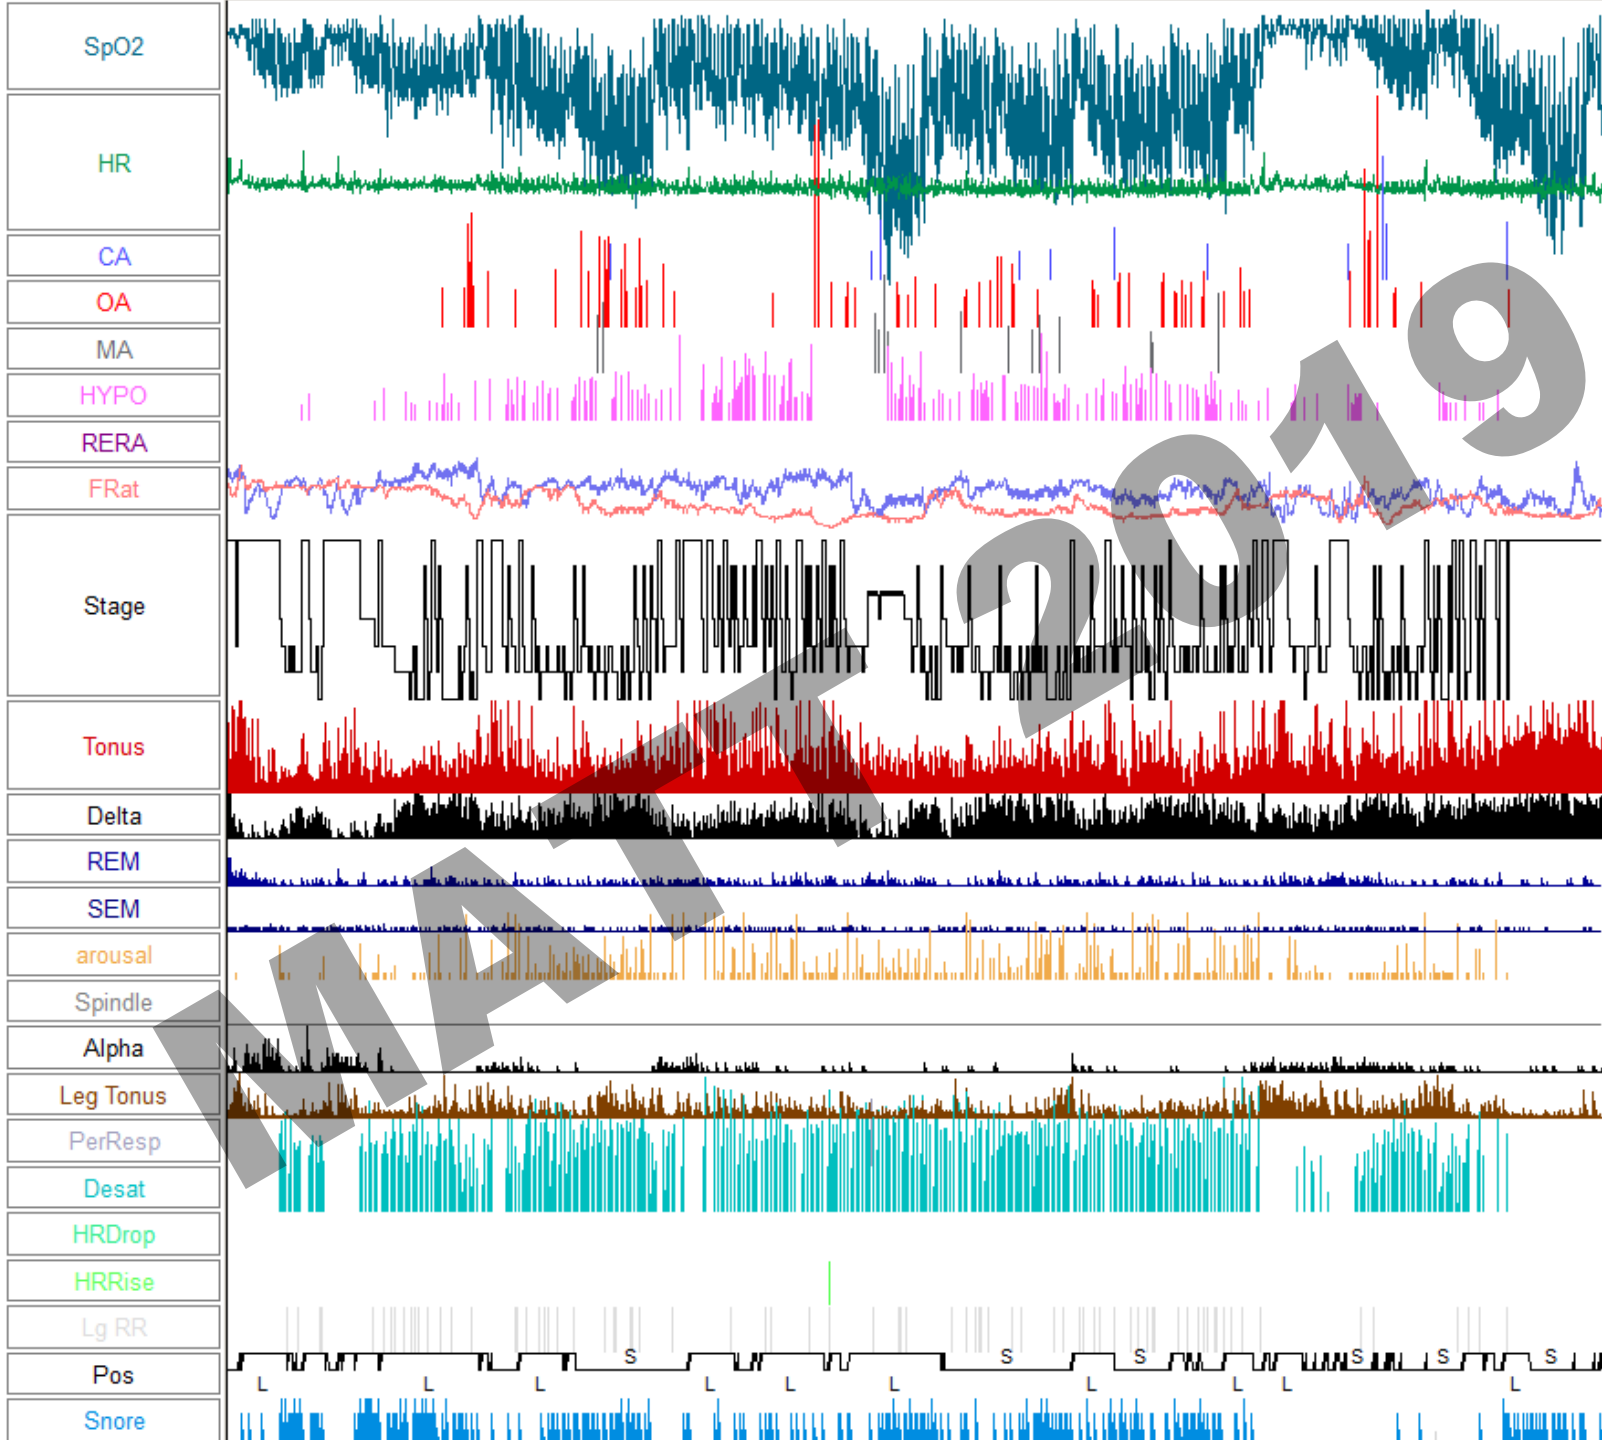 SpO2
HR
CA
OA
MA
HYPO
RERA
FRat
Stage
Tonus
Delta
REM
SEM
arousal
Spindle
Alpha
Leg Tonus
PerResp
Desat
HRDrop
HRRise
Lg RR
S S S S S S
Pos
L L L L L L L L L L
Snore
MATT 2019